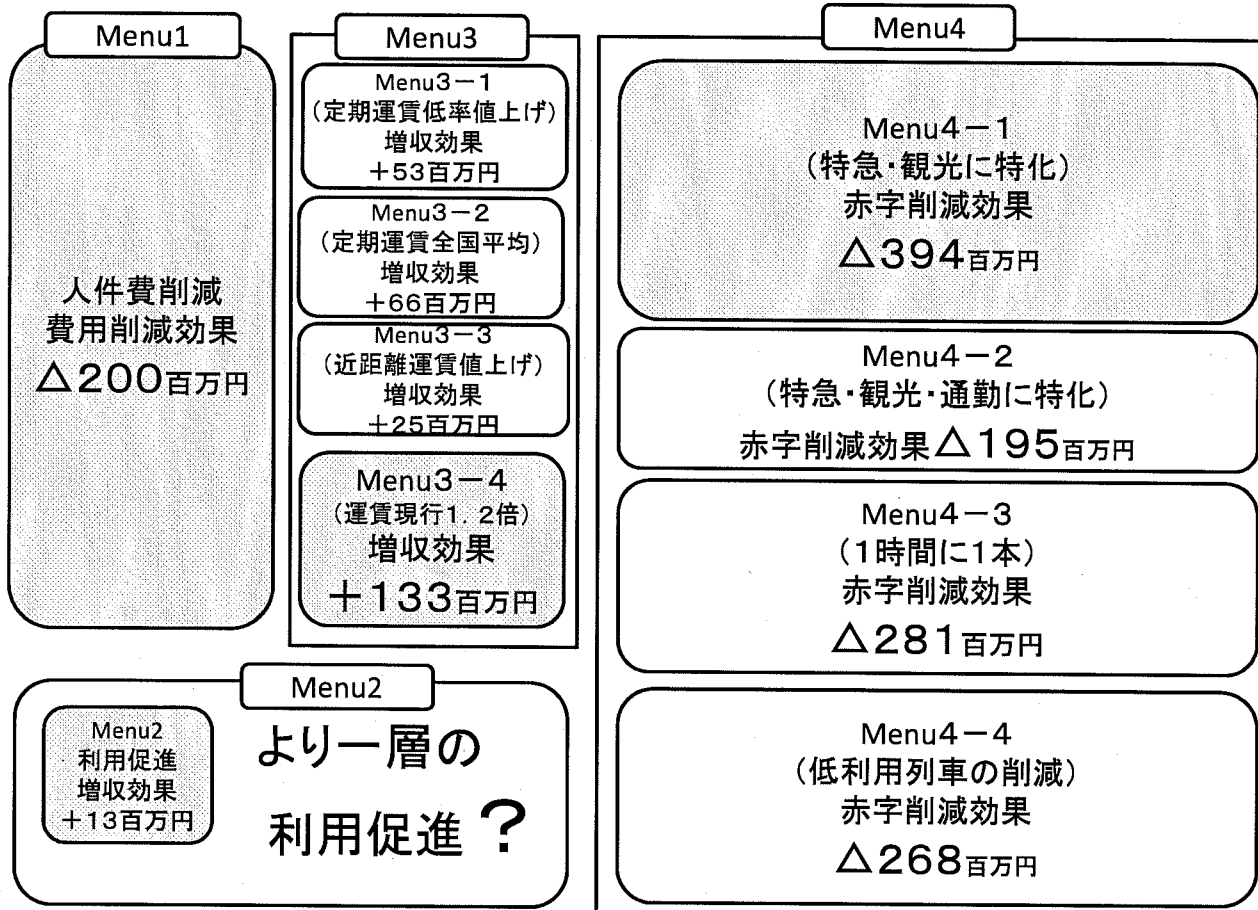 Menu1
人件費削減
費用削減効果
△200百万円
Menu3
Menu3－1
(定期運賃低率値上げ)
増収効果
＋53百万円
Menu3－2
(定期運賃全国平均)
増収効果
＋66百万円
Menu3－3
(近距離運賃値上げ)
増収効果
＋25百万円
Menu3－4
(運賃現行1．2倍)
増収効果
＋133百万円
Menu2
Menu2
利用促進
増収効果
＋13百万円
より一層の
利用促進？
Menu4
Menu4－1
(特急・観光に特化)
赤字削減効果
△394百万円
Menu4－2
(特急・観光・通勤に特化)
赤字削減効果△195百万円
Menu4－3
(1時間に1本)
赤字削減効果
△281百万円
Menu4－4
(低利用列車の削減)
赤字削減効果
△268百万円